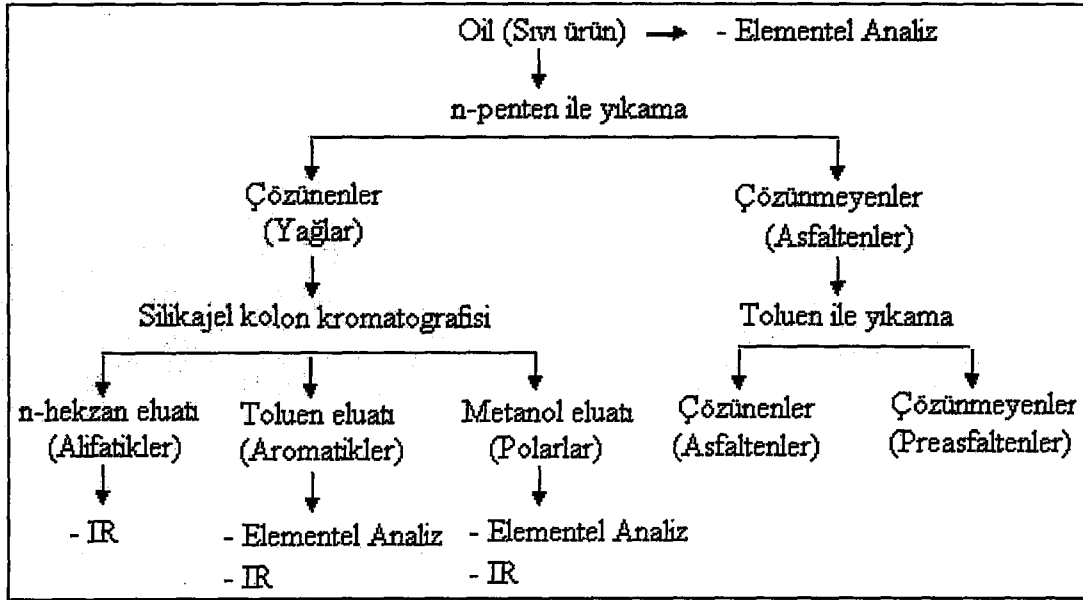 Oil (Sıvı ürün) → - Elementel Analiz
n-penten ile yıkama
Çözünenler
(Yağlar)
Çözünmeyenler
(Asfaltenler)
Silikajel kolon kromatografisi
Toluen ile yıkama
n-hekzan eluatı
(Alifatikler)
Toluen eluatı
(Aromatikler)
Metanol eluatı
(Polarlar)
Çözünenler
(Asfaltenler)
Çözünmeyenler
(Preasfaltenler)
- IR
- Elementel Analiz
- IR
- Elementel Analiz
- IR